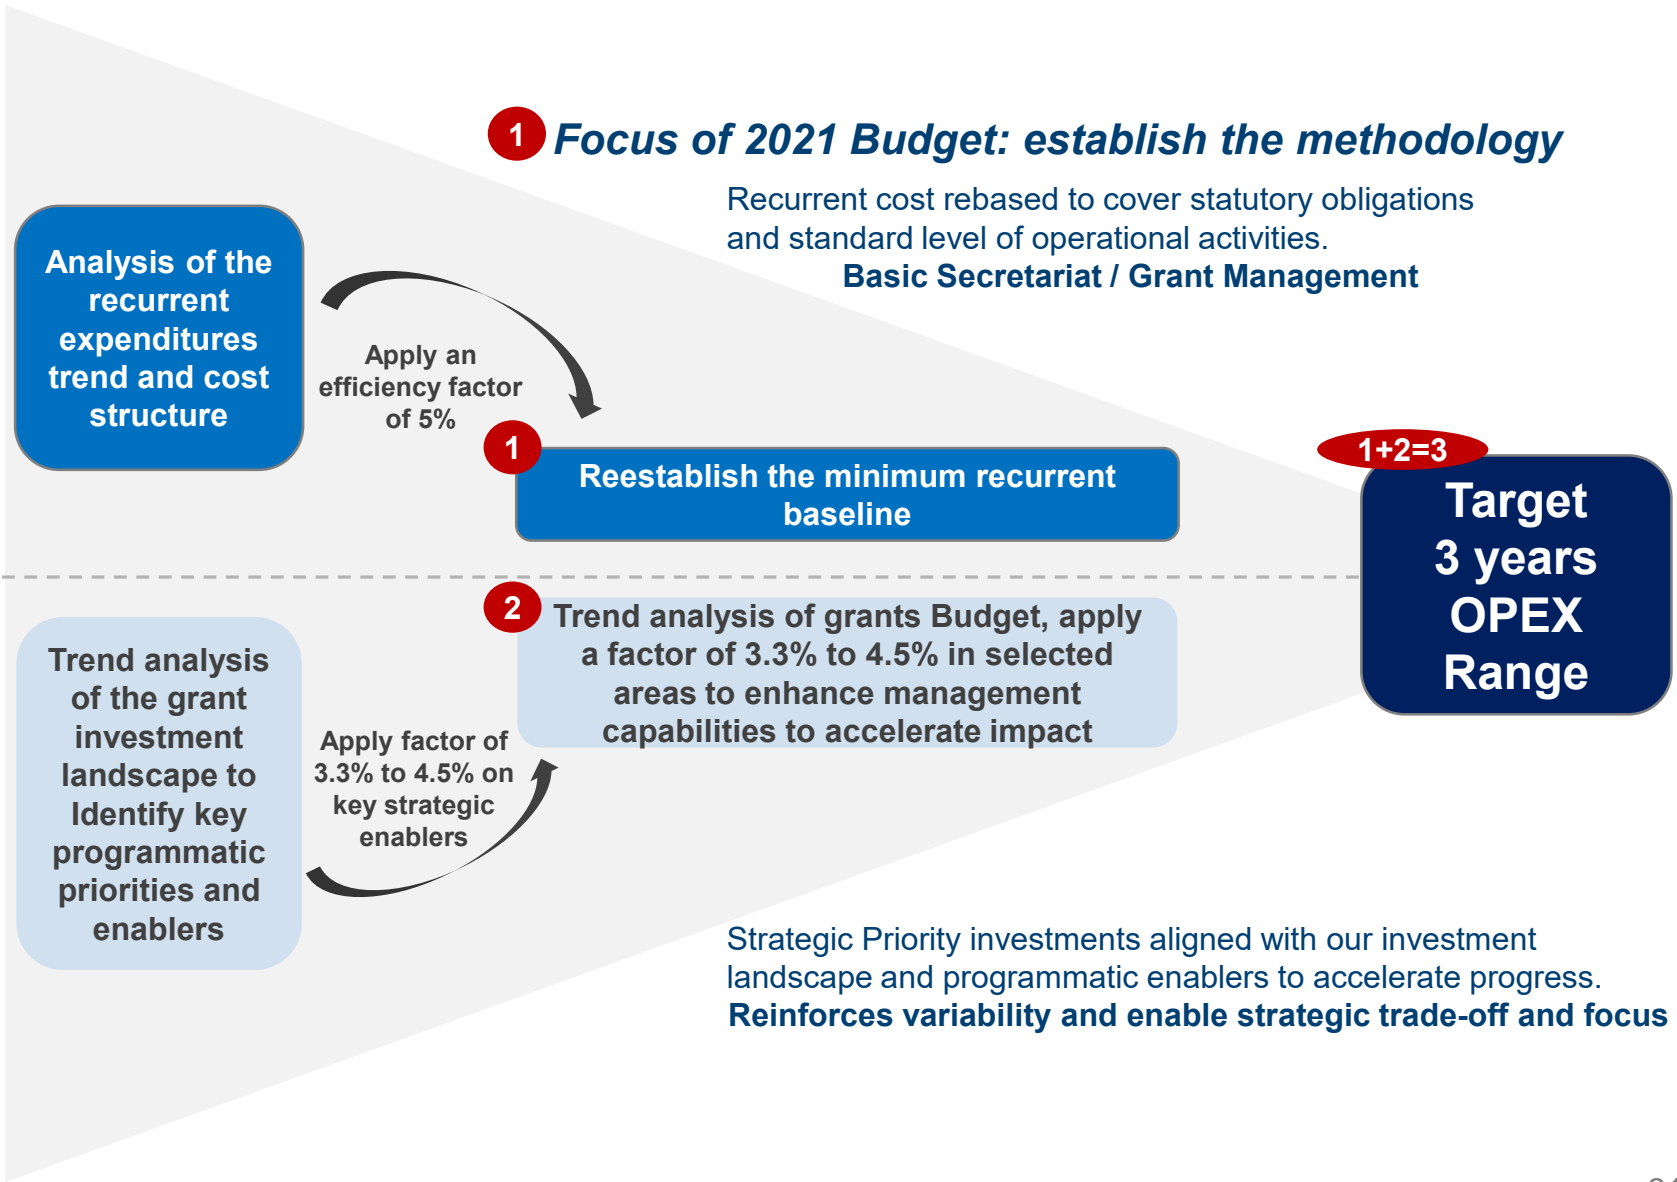 1 Focus of 2021 Budget: establish the methodology
Recurrent cost rebased to cover statutory obligations
and standard level of operational activities.
Basic Secretariat / Grant Management
Analysis of the
recurrent
expenditures
trend and cost
structure
Apply an
efficiency factor
of 5%
1
Reestablish the minimum recurrent
baseline
1+2=3
Target
3 years
OPEX
Range
2
Trend analysis of grants Budget, apply
a factor of 3.3% to 4.5% in selected
areas to enhance management
capabilities to accelerate impact
Trend analysis
of the grant
investment
landscape to
Identify key
programmatic
priorities and
enablers
Apply factor of
3.3% to 4.5% on
key strategic
enablers
Strategic Priority investments aligned with our investment
landscape and programmatic enablers to accelerate progress.
Reinforces variability and enable strategic trade-off and focus